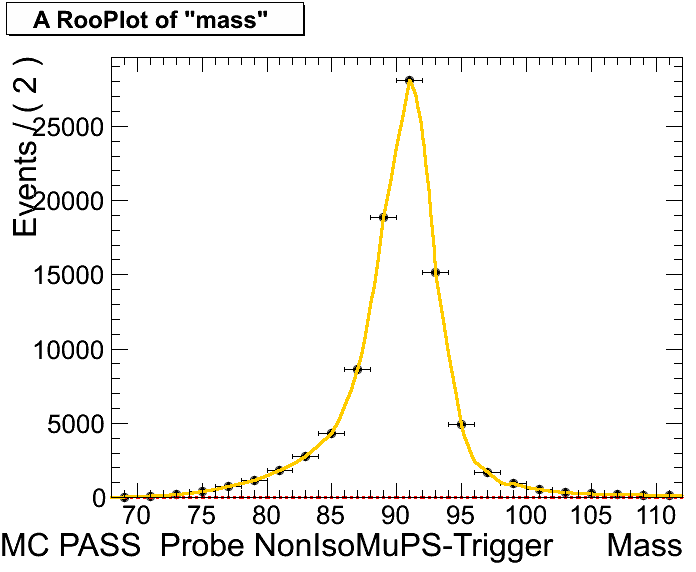 A RooPlot of "mass"
Events / ( 2 )
25000
20000
15000
10000
5000
0
70 75 80 85 90 95 100 105 110
MC PASS Probe NonIsoMuPS-Trigger Mass